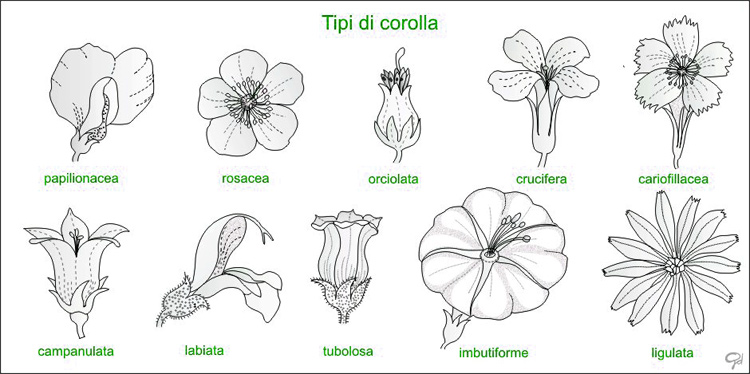 Tipi di corolla
papilionacea
rosacea
orciolata
crucifera
cariofillacea
campanulata
labiata
tubolosa
imbutiforme
ligulata